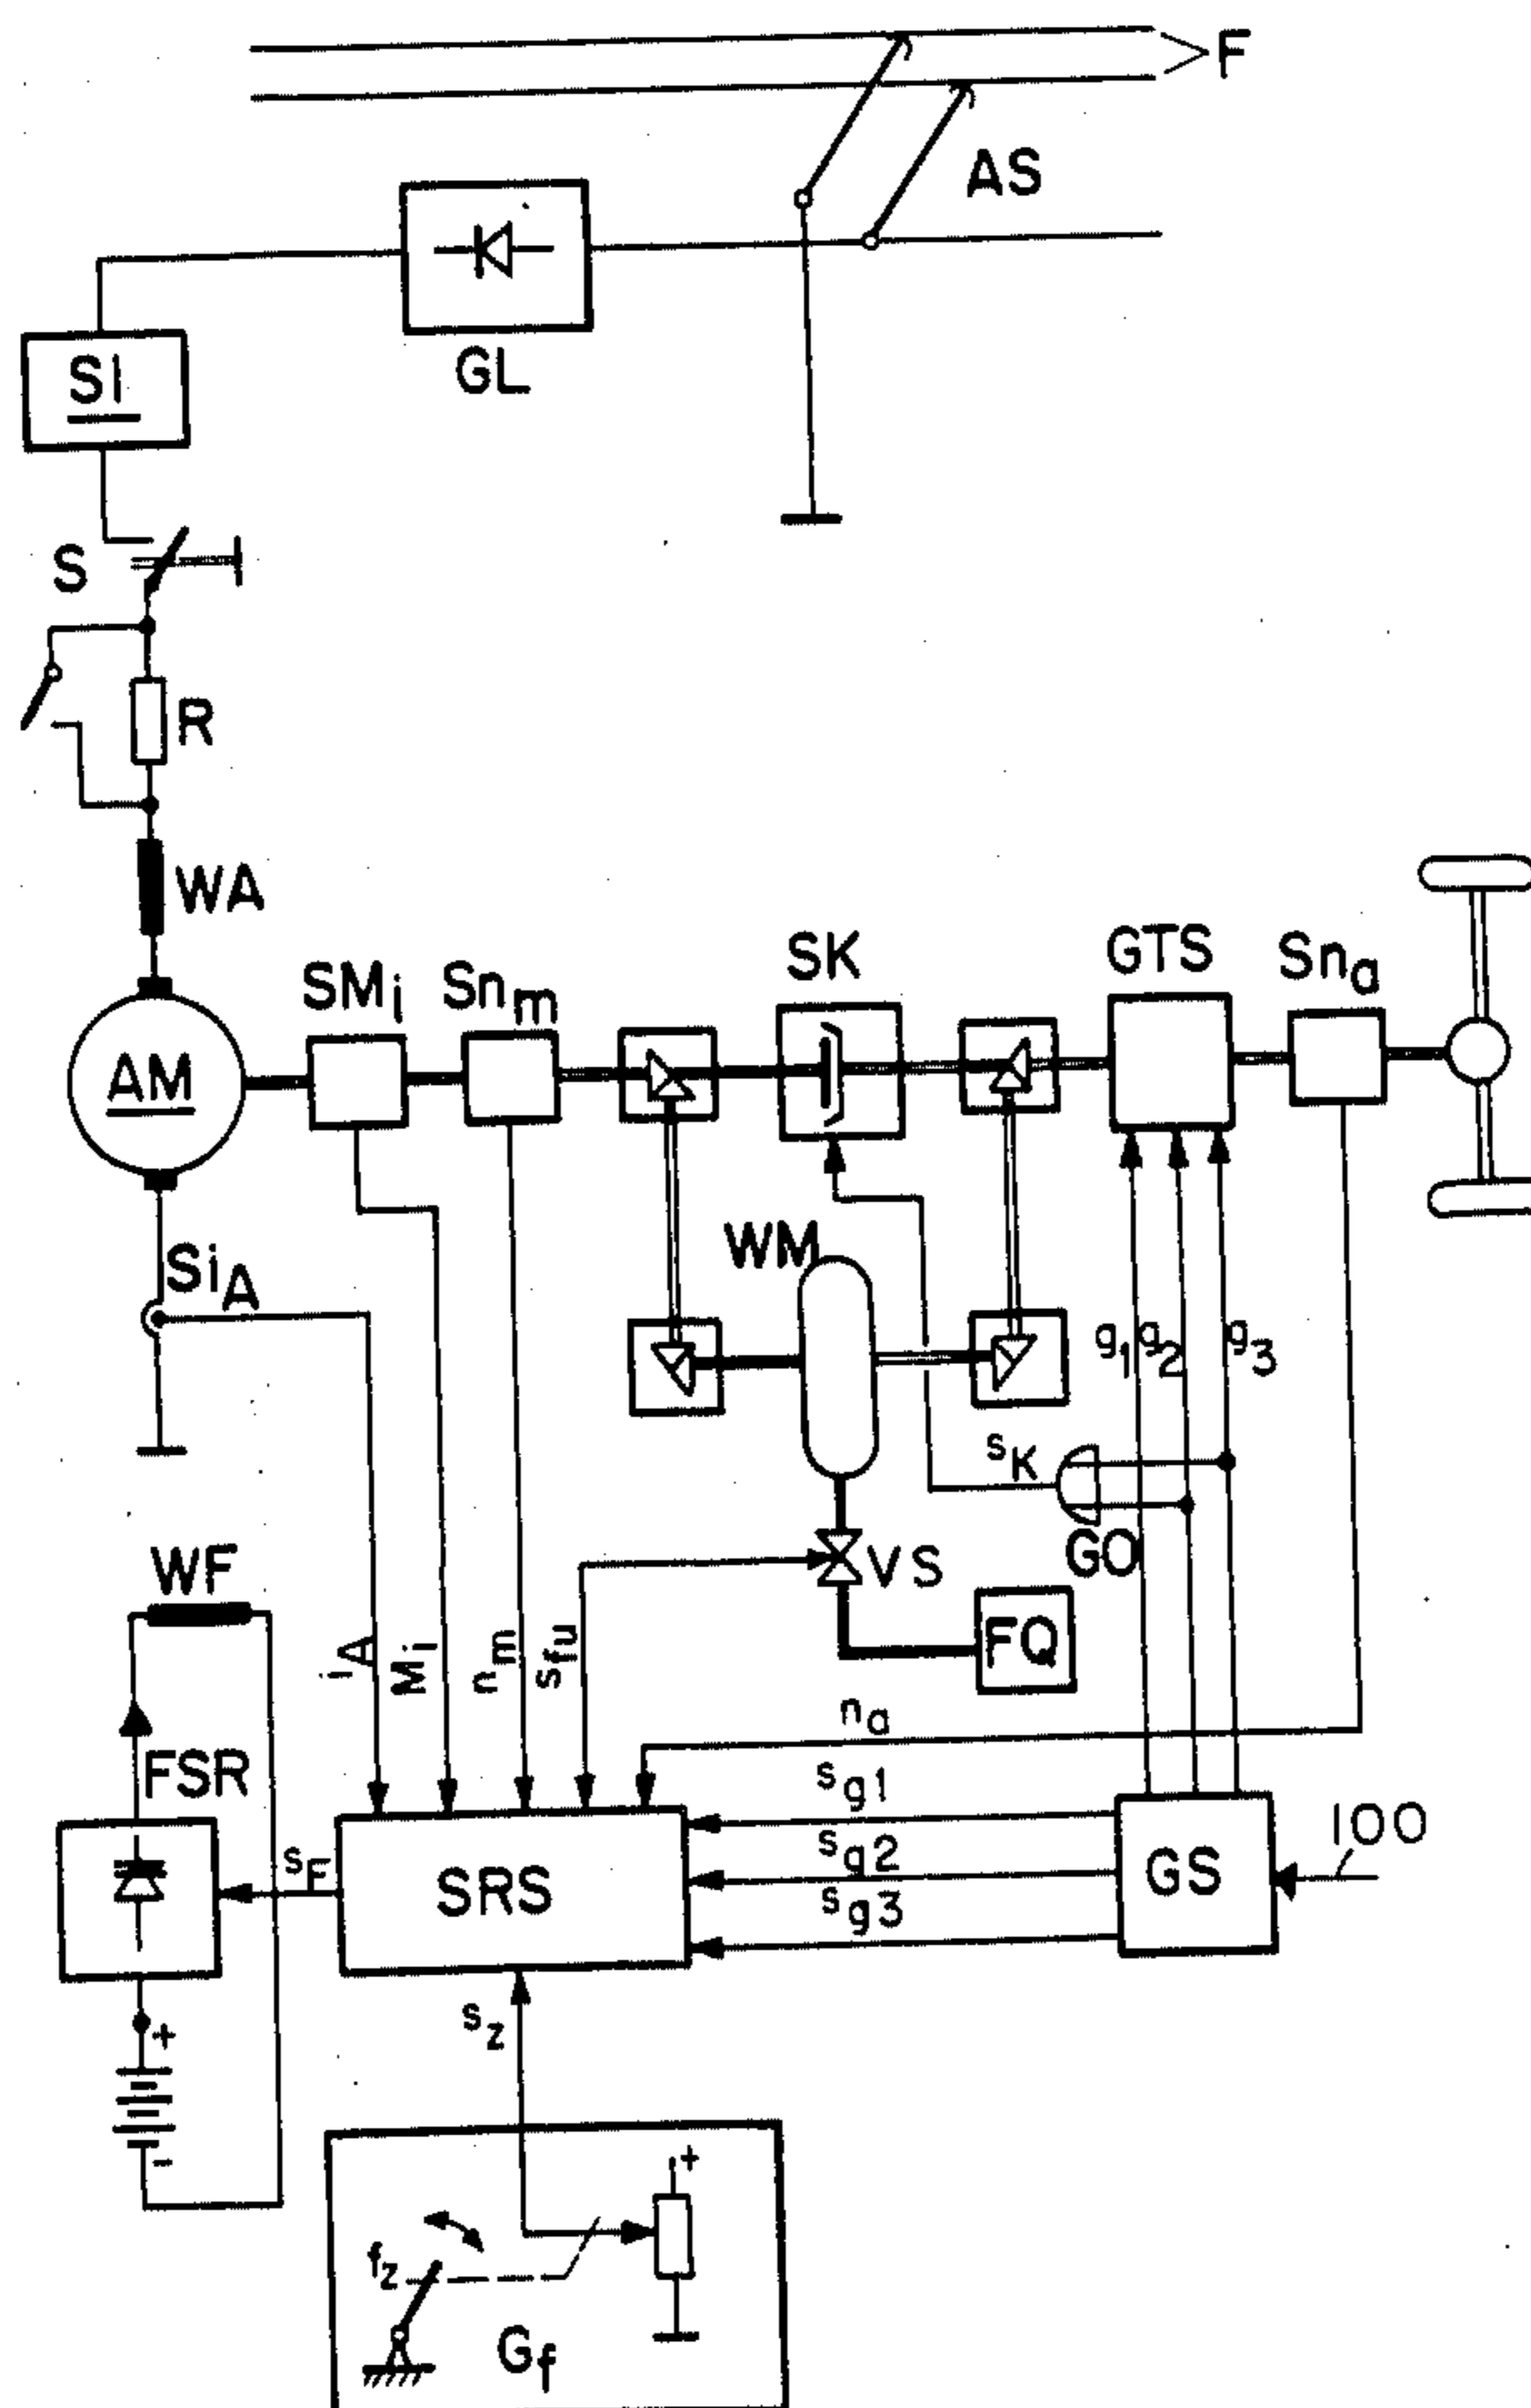 F
AS
GL
SI
S
R
WA
SMi
Snm
SK
GTS
Sna
AM
WM
SiA
g1
g2
g3
sK
GO
VS
WF
FQ
iA
Mi
nm
sfu
na
FSR
sg1
sg2
sg3
100
sF
SRS
GS
sz
+
-
+
fz
Gf